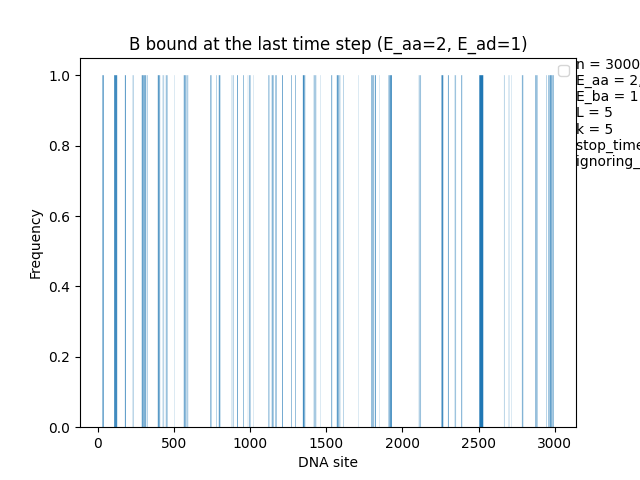 B bound at the last time step (E_aa=2, E_ad=1)
n = 3000
E_aa = 2,
E_ba = 1
L = 5
k = 5
stop_time
ignoring_
Frequency
1.0
0.8
0.6
0.4
0.2
0.0
0 500 1000 1500 2000 2500 3000
DNA site